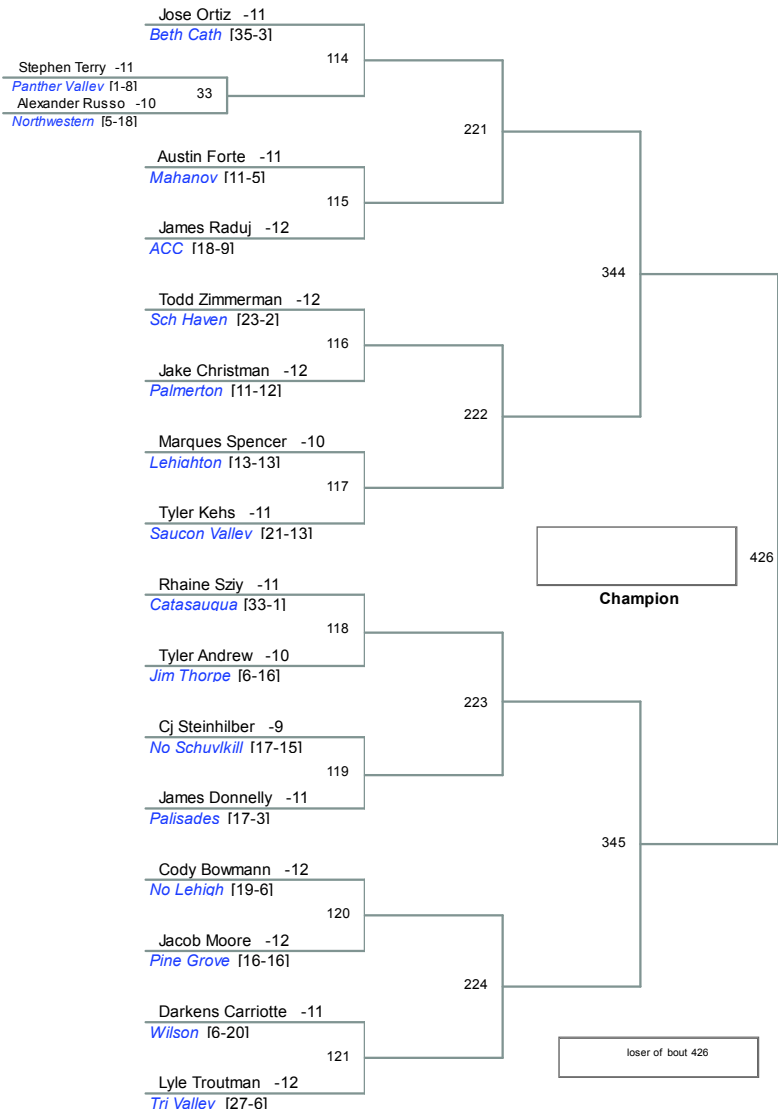 Jose Ortiz -11
Beth Cath [35-3]
114
Stephen Terry -11
Panther Valley [1-8]
33
Alexander Russo -10
Northwestern [5-18]
221
Austin Forte -11
Mahanoy [11-5]
115
James Raduj -12
ACC [18-9]
344
Todd Zimmerman -12
Sch Haven [23-2]
116
Jake Christman -12
Palmerton [11-12]
222
Marques Spencer -10
Lehighton [13-13]
117
Tyler Kehs -11
Saucon Valley [21-13]
426
Champion
Rhaine Sziy -11
Catasauqua [33-1]
118
Tyler Andrew -10
Jim Thorpe [6-16]
223
Cj Steinhilber -9
No Schuylkill [17-15]
119
James Donnelly -11
Palisades [17-3]
345
Cody Bowmann -12
No Lehigh [19-6]
120
Jacob Moore -12
Pine Grove [16-16]
224
Darkens Carriotte -11
Wilson [6-20]
121
loser of bout 426
Lyle Troutman -12
Tri Valley [27-6]